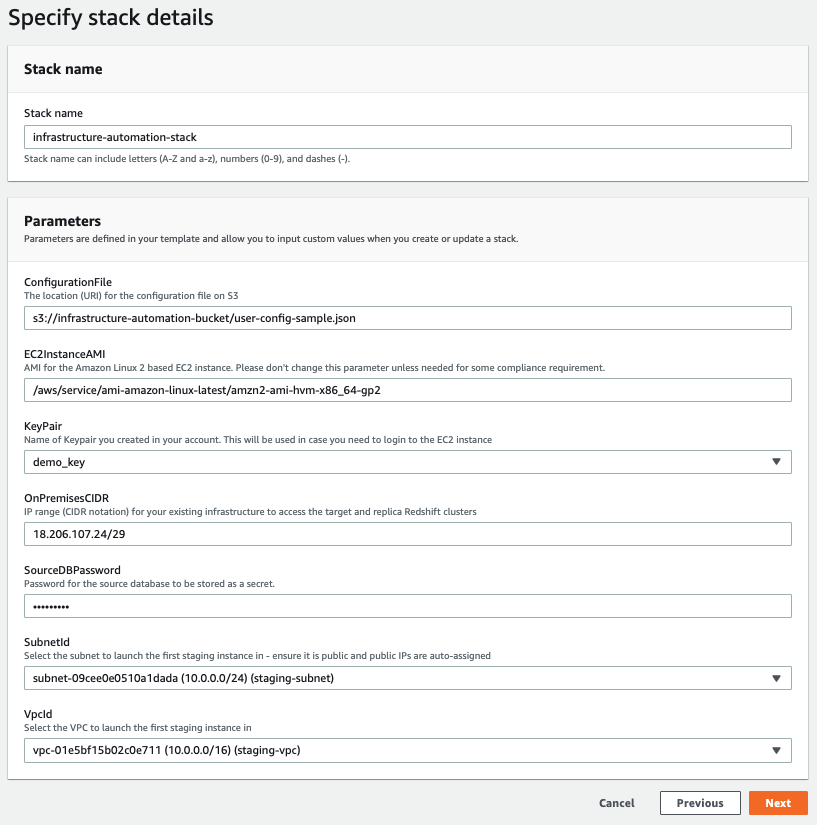 Specify stack details
Stack name
Stack name
infrastructure-automation-stack
Stack name can include letters (A-Z and a-z), numbers (0-9), and dashes (-).
Parameters
Parameters are defined in your template and allow you to input custom values when you create or update a stack.
ConfigurationFile
The location (URI) for the configuration file on S3
s3://infrastructure-automation-bucket/user-config-sample.json
EC2InstanceAMI
AMI for the Amazon Linux 2 based EC2 instance. Please don't change this parameter unless needed for some compliance requirement.
/aws/service/ami-amazon-linux-latest/amzn2-ami-hvm-x86_64-gp2
KeyPair
Name of Keypair you created in your account. This will be used in case you need to login to the EC2 instance
demo_key
OnPremisesCIDR
IP range (CIDR notation) for your existing infrastructure to access the target and replica Redshift clusters
18.206.107.24/29
SourceDBPassword
Password for the source database to be stored as a secret.
•••••••••
SubnetId
Select the subnet to launch the first staging instance in - ensure it is public and public IPs are auto-assigned
subnet-09cee0e0510a1dada (10.0.0.0/24) (staging-subnet)
VpcId
Select the VPC to launch the first staging instance in
vpc-01e5bf15b02c0e711 (10.0.0.0/16) (staging-vpc)
Cancel Previous Next